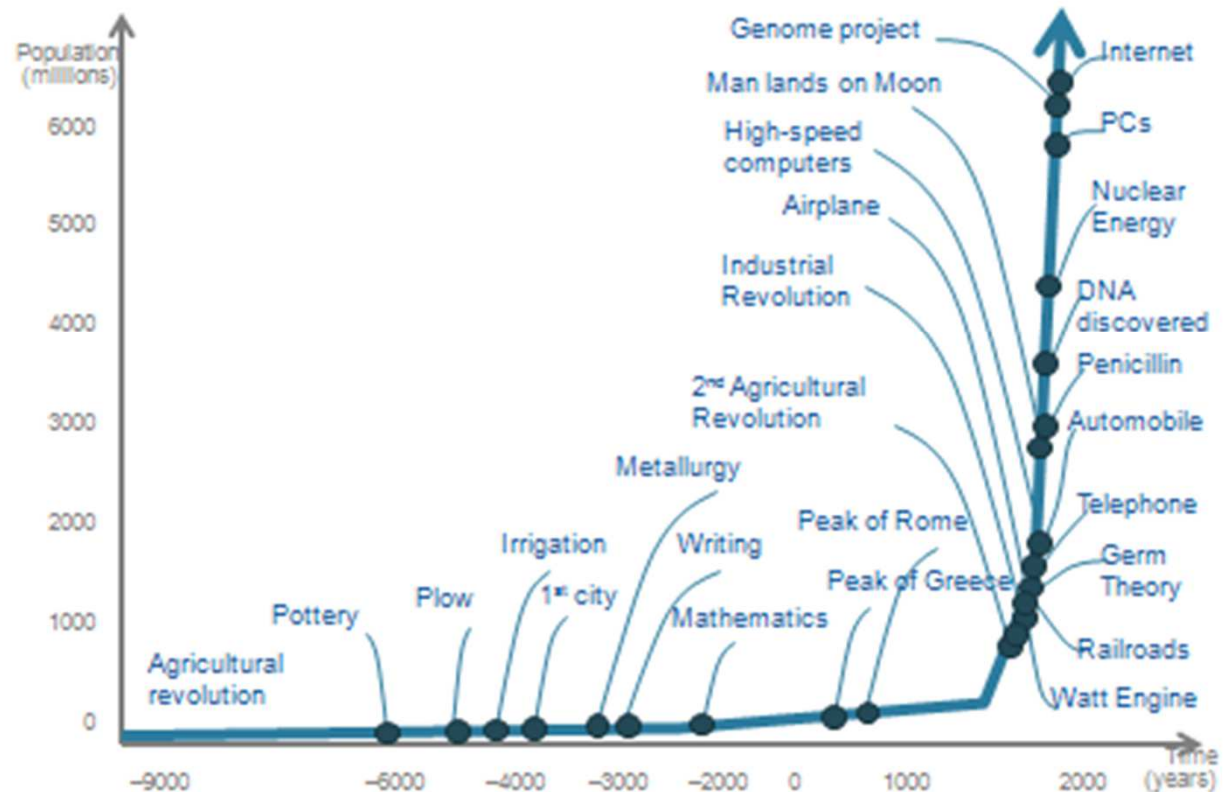 Population
(millions)
6000
5000
4000
3000
2000
1000
0
Genome project
Man lands on Moon
High-speed
computers
Airplane
Industrial
Revolution
2nd Agricultural
Revolution
Metallurgy
Peak of Rome
Irrigation
Writing
Peak of Greece
1st city
Plow
Pottery
Mathematics
Agricultural
revolution
Internet
PCs
Nuclear
Energy
DNA
discovered
Penicillin
Automobile
Telephone
Germ
Theory
Railroads
Watt Engine
–9000
–6000
–4000
–3000
–2000
0
1000
2000
Time
(years)